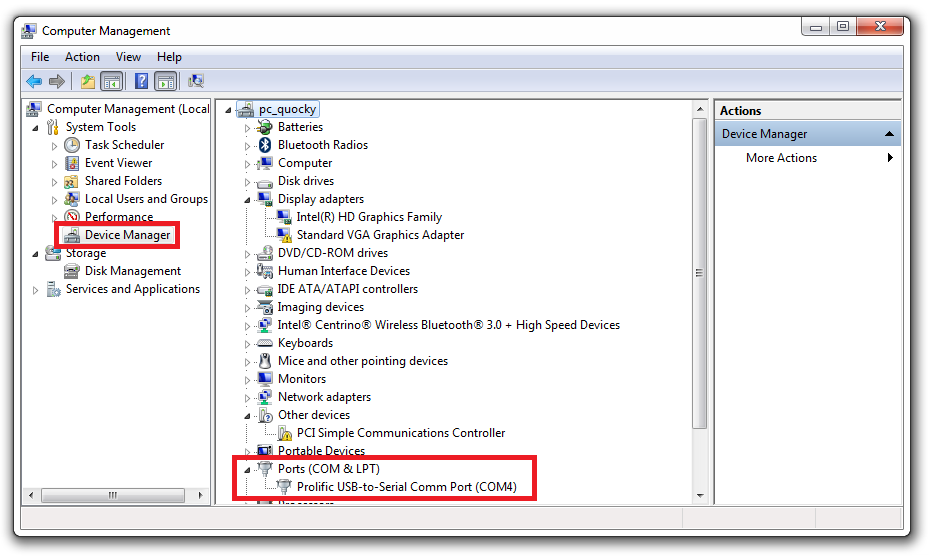 Computer Management
File Action View Help
Computer Management (Local
System Tools
Task Scheduler
Event Viewer
Shared Folders
Local Users and Groups
Performance
Device Manager
Storage
Disk Management
Services and Applications
pc_quocky
Batteries
Bluetooth Radios
Computer
Disk drives
Display adapters
Intel(R) HD Graphics Family
Standard VGA Graphics Adapter
DVD/CD-ROM drives
Human Interface Devices
IDE ATA/ATAPI controllers
Imaging devices
Intel® Centrino® Wireless Bluetooth® 3.0 + High Speed Devices
Keyboards
Mice and other pointing devices
Monitors
Network adapters
Other devices
PCI Simple Communications Controller
Portable Devices
Ports (COM & LPT)
Prolific USB-to-Serial Comm Port (COM4)
Actions
Device Manager
More Actions